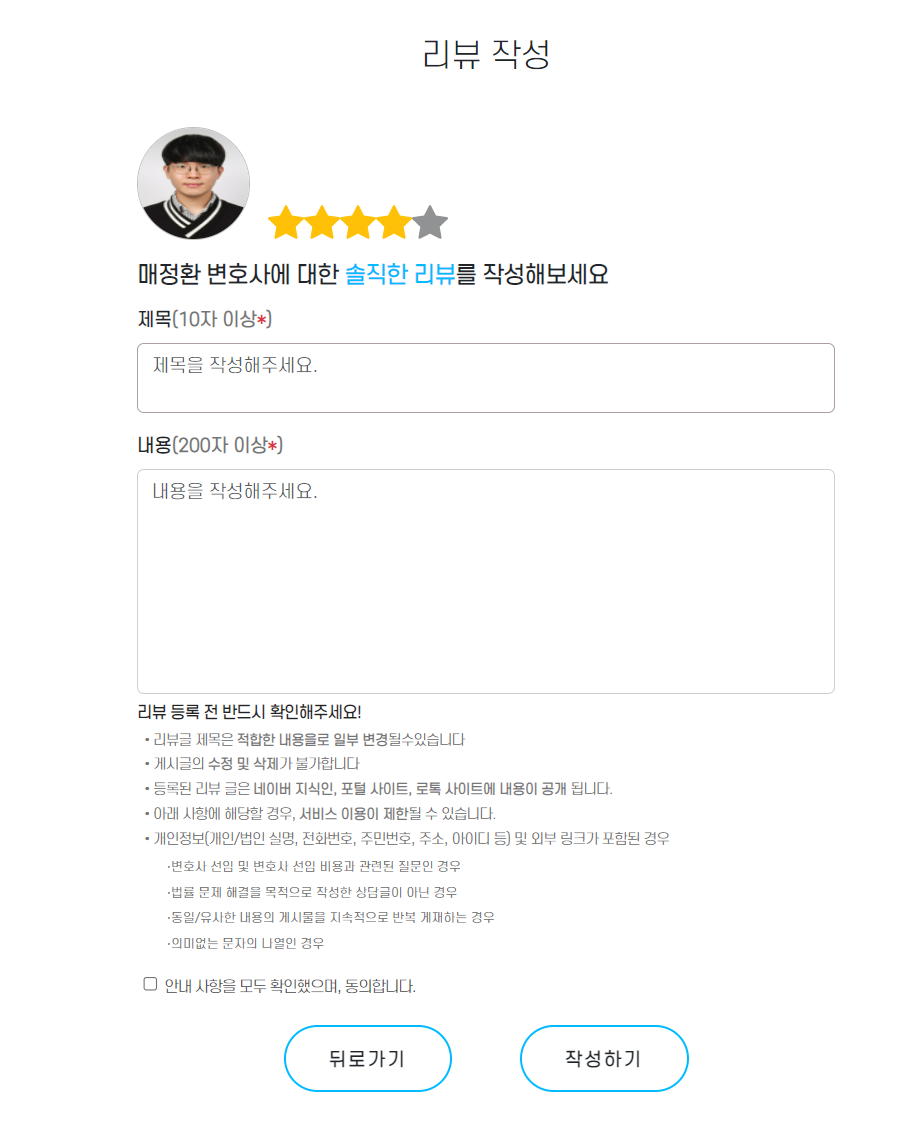 리뷰 작성
매정환 변호사에 대한 솔직한 리뷰를 작성해보세요
제목(10자 이상*)
제목을 작성해주세요.
내용(200자 이상*)
내용을 작성해주세요.
리뷰 등록 전 반드시 확인해주세요!
• 리뷰글 제목은 적합한 내용을로 일부 변경될수있습니다
• 게시글의 수정 및 삭제가 불가합니다
• 등록된 리뷰 글은 네이버 지식인, 포털 사이트, 로톡 사이트에 내용이 공개 됩니다.
• 아래 사항에 해당할 경우, 서비스 이용이 제한될 수 있습니다.
• 개인정보(개인/법인 실명, 전화번호, 주민번호, 주소, 아이디 등) 및 외부 링크가 포함된 경우
·변호사 선임 및 변호사 선임 비용과 관련된 질문인 경우
·법률 문제 해결을 목적으로 작성한 상담글이 아닌 경우
·동일/유사한 내용의 게시물을 지속적으로 반복 게재하는 경우
·의미없는 문자의 나열인 경우
안내 사항을 모두 확인했으며, 동의합니다.
뒤로가기 작성하기